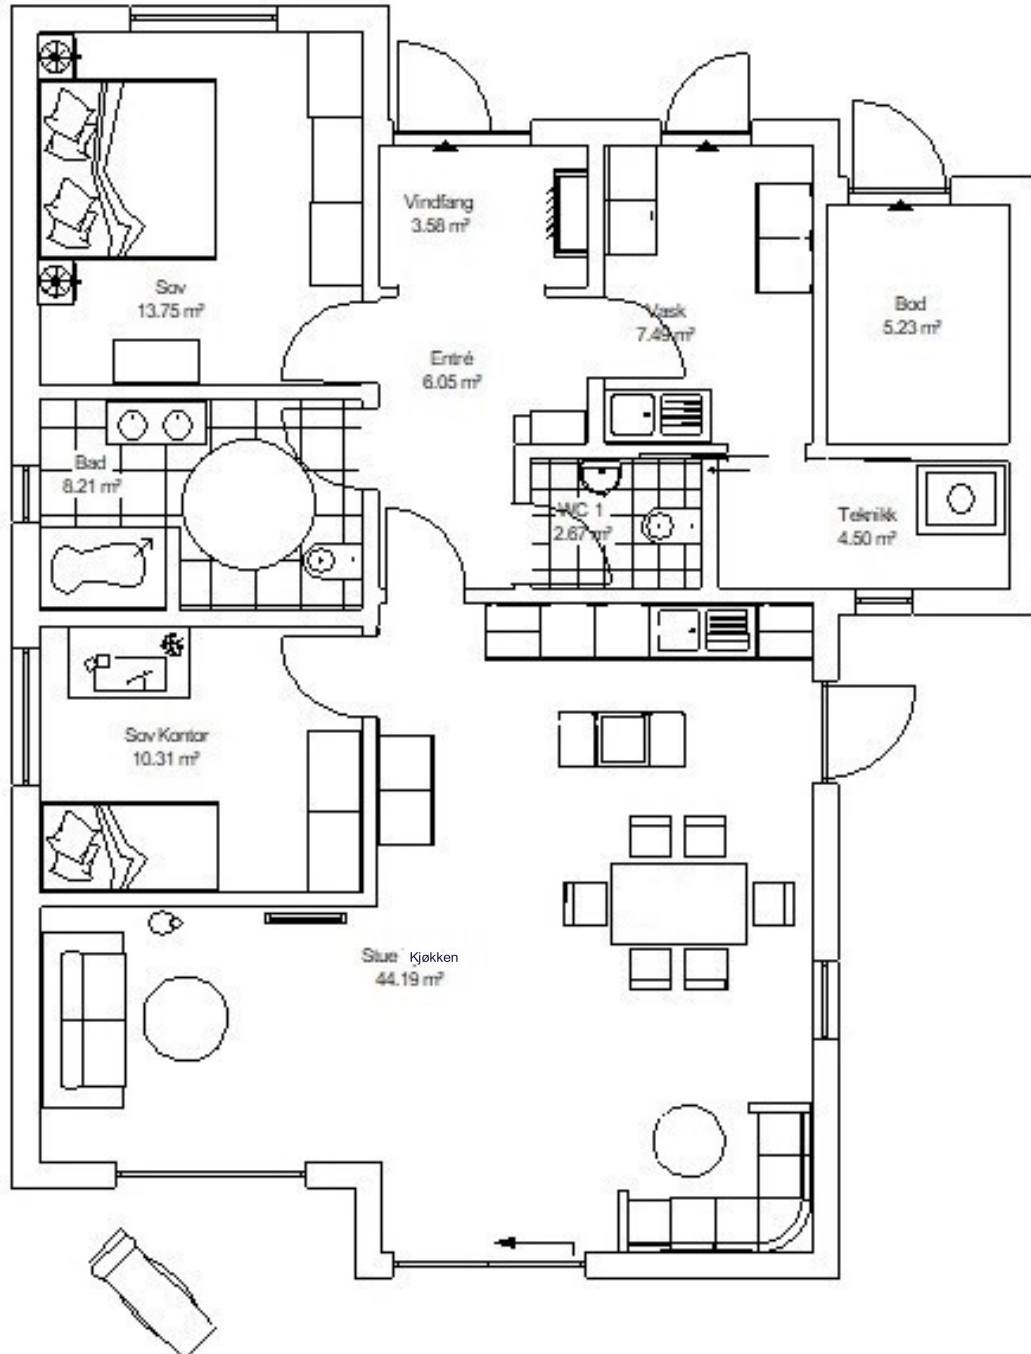 Vindfang
3.58 m²
Sov
13.75 m²
Vask
7.49 m²
Bod
5.23 m²
Entré
6.05 m²
Bad
8.21 m²
WC 1
2.67 m²
Teknikk
4.50 m²
Sov Kontor
10.31 m²
Stue Kjøkken
44.19 m²